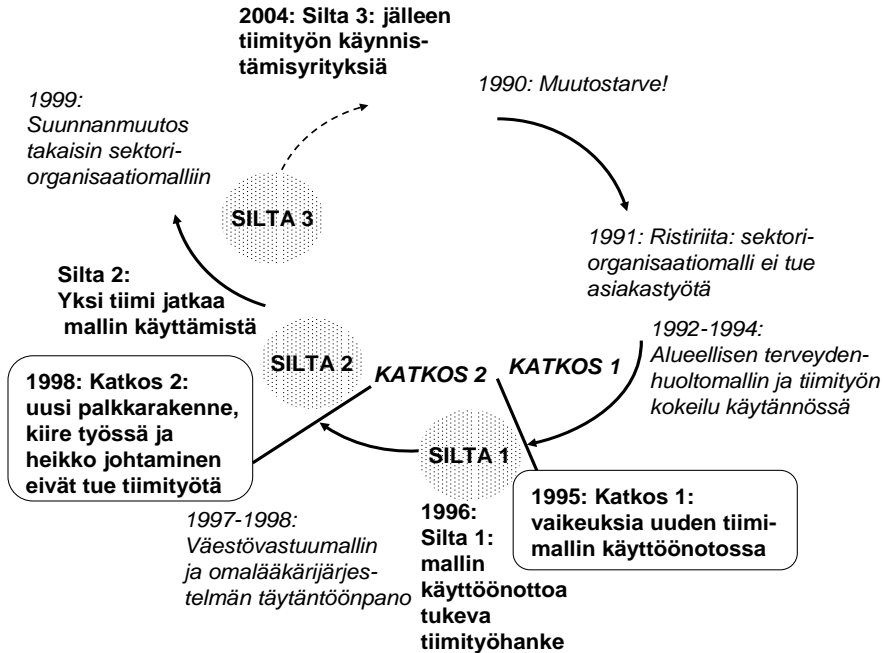 2004: Silta 3: jälleen
tiimityön käynnis-
tämisyrityksiä
1990: Muutostarve!
1999:
Suunnanmuutos
takaisin sektori-
organisaatiomalliin
SILTA 3
1991: Ristiriita: sektori-
organisaatiomalli ei tue
asiakastyötä
Silta 2:
Yksi tiimi jatkaa
mallin käyttämistä
SILTA 2
1992-1994:
Alueellisen terveyden-
huoltomallin ja tiimityön
kokeilu käytännössä
KATKOS 2
KATKOS 1
1998: Katkos 2:
uusi palkkarakenne,
kiire työssä ja
heikko johtaminen
eivät tue tiimityötä
SILTA 1
1995: Katkos 1:
vaikeuksia uuden tiimi-
mallin käyttöönotossa
1997-1998:
Väestövastuumallin
ja omalääkärijärjes-
telmän täytäntöönpano
1996:
Silta 1:
mallin
käyttöönottoa
tukeva
tiimityöhanke